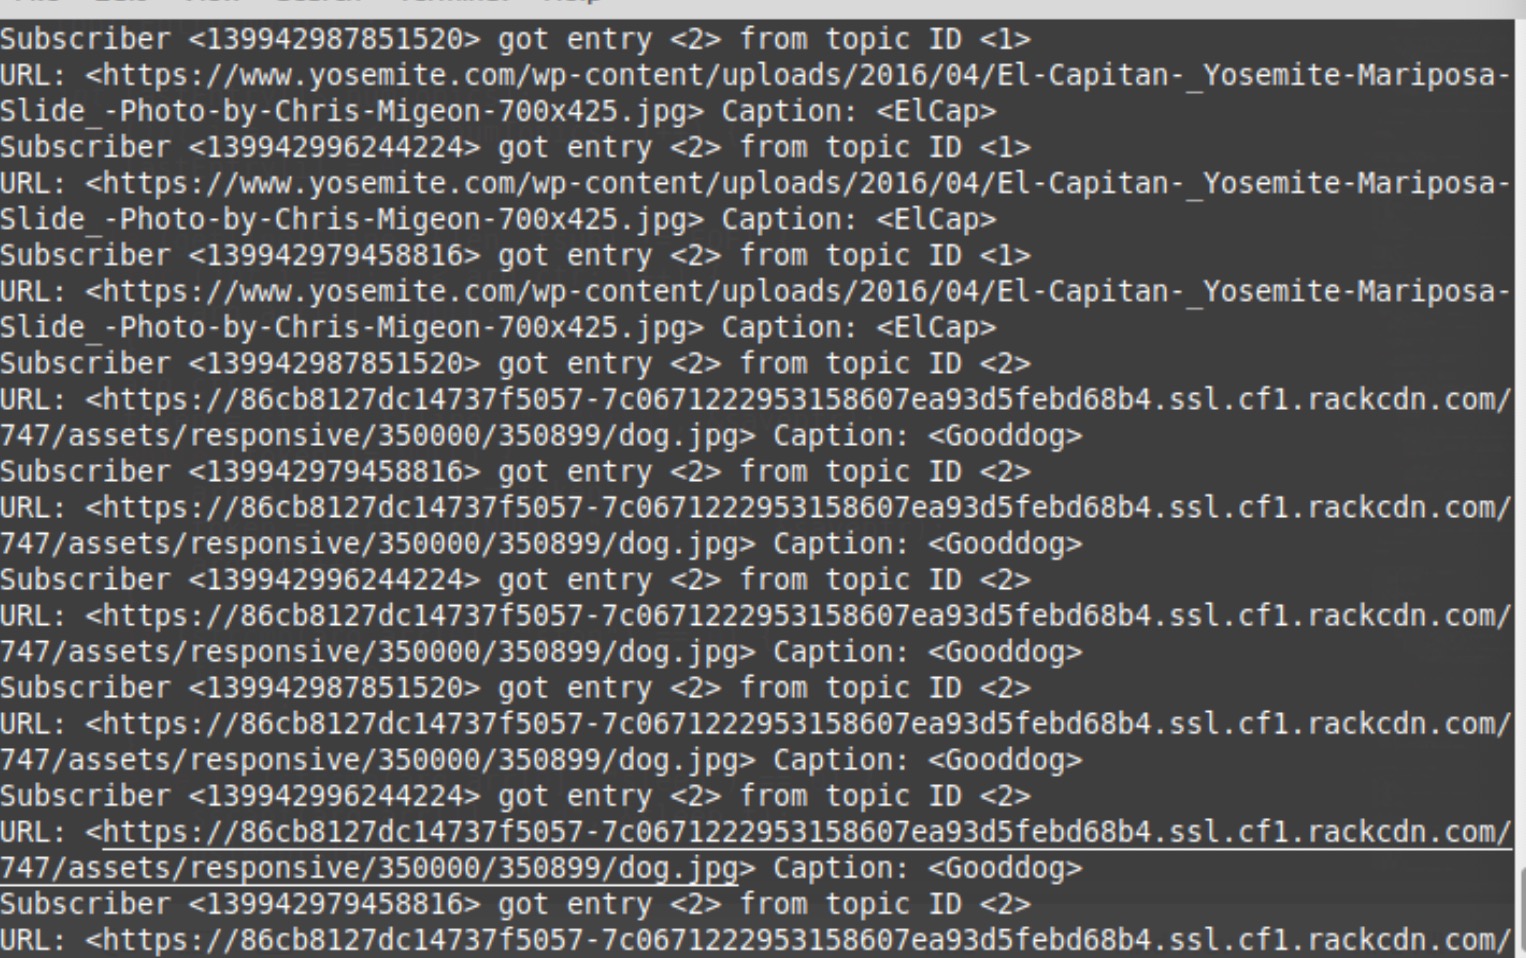 Subscriber <139942987851520> got entry <2> from topic ID <1>
URL: <https://www.yosemite.com/wp-content/uploads/2016/04/El-Capitan-_Yosemite-Mariposa-
Slide_-Photo-by-Chris-Migeon-700x425.jpg> Caption: <ElCap>
Subscriber <139942996244224> got entry <2> from topic ID <1>
URL: <https://www.yosemite.com/wp-content/uploads/2016/04/El-Capitan-_Yosemite-Mariposa-
Slide_-Photo-by-Chris-Migeon-700x425.jpg> Caption: <ElCap>
Subscriber <139942979458816> got entry <2> from topic ID <1>
URL: <https://www.yosemite.com/wp-content/uploads/2016/04/El-Capitan-_Yosemite-Mariposa-
Slide_-Photo-by-Chris-Migeon-700x425.jpg> Caption: <ElCap>
Subscriber <139942987851520> got entry <2> from topic ID <2>
URL: <https://86cb8127dc14737f5057-7c0671222953158607ea93d5febd68b4.ssl.cf1.rackcdn.com/
747/assets/responsive/350000/350899/dog.jpg> Caption: <Gooddog>
Subscriber <139942979458816> got entry <2> from topic ID <2>
URL: <https://86cb8127dc14737f5057-7c0671222953158607ea93d5febd68b4.ssl.cf1.rackcdn.com/
747/assets/responsive/350000/350899/dog.jpg> Caption: <Gooddog>
Subscriber <139942996244224> got entry <2> from topic ID <2>
URL: <https://86cb8127dc14737f5057-7c0671222953158607ea93d5febd68b4.ssl.cf1.rackcdn.com/
747/assets/responsive/350000/350899/dog.jpg> Caption: <Gooddog>
Subscriber <139942987851520> got entry <2> from topic ID <2>
URL: <https://86cb8127dc14737f5057-7c0671222953158607ea93d5febd68b4.ssl.cf1.rackcdn.com/
747/assets/responsive/350000/350899/dog.jpg> Caption: <Gooddog>
Subscriber <139942996244224> got entry <2> from topic ID <2>
URL: <https://86cb8127dc14737f5057-7c0671222953158607ea93d5febd68b4.ssl.cf1.rackcdn.com/
747/assets/responsive/350000/350899/dog.jpg> Caption: <Gooddog>
Subscriber <139942979458816> got entry <2> from topic ID <2>
URL: <https://86cb8127dc14737f5057-7c0671222953158607ea93d5febd68b4.ssl.cf1.rackcdn.com/